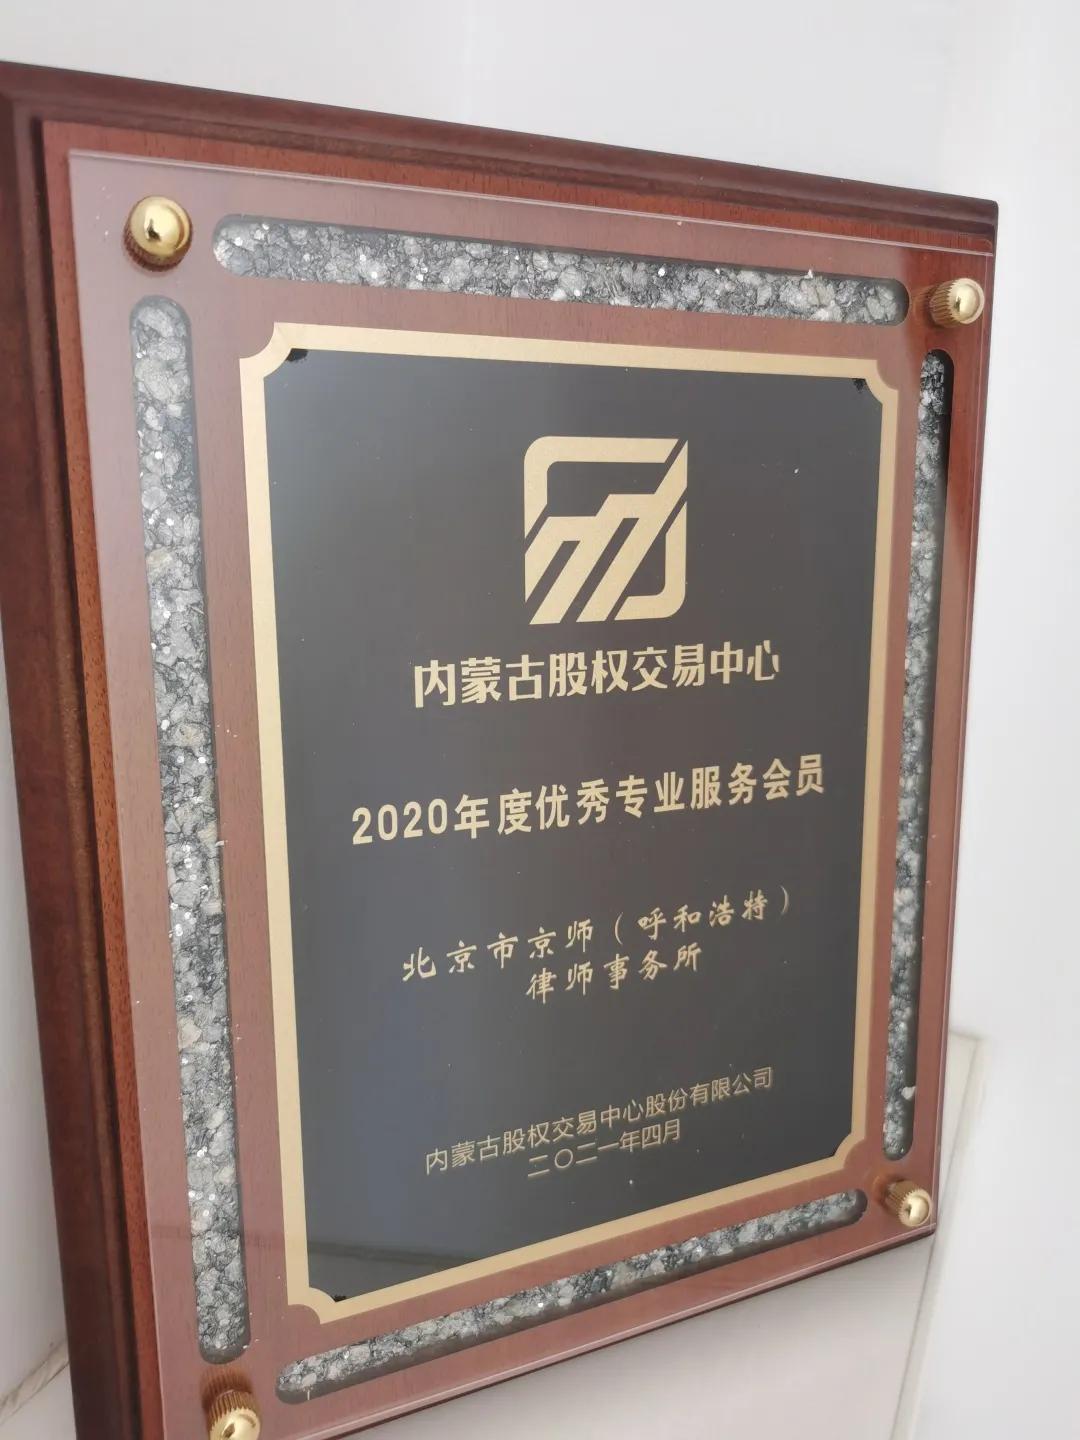 内蒙古股权交易中心
2020年度优秀专业服务会员
北京市京师（呼和浩特）
律师事务所
内蒙古股权交易中心股份有限公司
二〇二一年四月